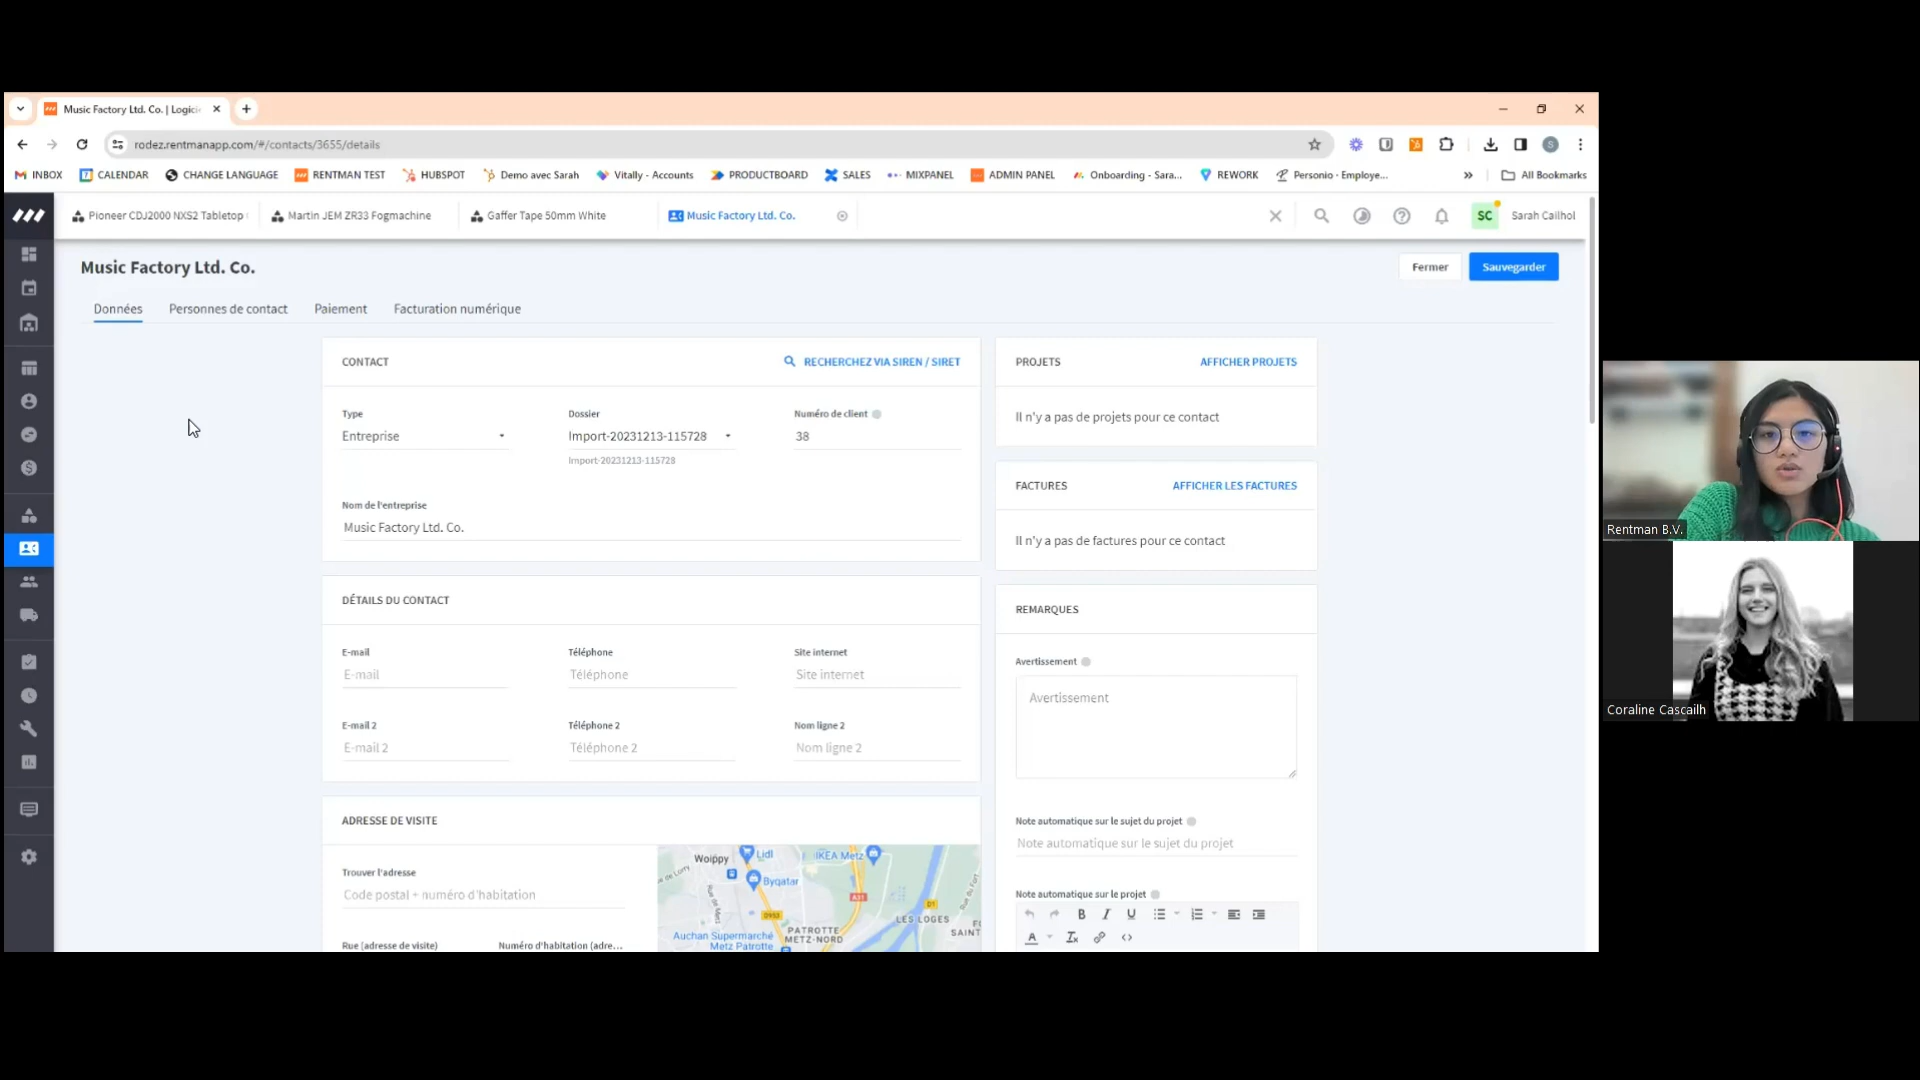 Music Factory Ltd. Co. | Logici
rodez.rentmanapp.com/#/contacts/3655/details
INBOX
CALENDAR
CHANGE LANGUAGE
RENTMAN TEST
HUBSPOT
Demo avec Sarah
Vitally - Accounts
PRODUCTBOARD
SALES
MIXPANEL
ADMIN PANEL
Onboarding - Sara...
REWORK
Personio - Employe...
All Bookmarks
Pioneer CDJ2000 NXS2 Tabletop
Martin JEM ZR33 Fogmachine
Gaffer Tape 50mm White
Music Factory Ltd. Co.
SC
Sarah Cailhol
Music Factory Ltd. Co.
Fermer
Sauvegarder
Données
Personnes de contact
Paiement
Facturation numérique
CONTACT
RECHERCHEZ VIA SIREN / SIRET
Type
Dossier
Numéro de client
Entreprise
Import-20231213-115728
38
Import-20231213-115728
Nom de l'entreprise
Music Factory Ltd. Co.
DÉTAILS DU CONTACT
E-mail
Téléphone
Site internet
E-mail
Téléphone
Site internet
E-mail 2
Téléphone 2
Nom ligne 2
E-mail 2
Téléphone 2
Nom ligne 2
ADRESSE DE VISITE
Trouver l'adresse
Code postal + numéro d'habitation
Rue (adresse de visite)
Numéro d'habitation (adre...
Woippy
Lidl
IKEA Metz
Byqatar
A31
D953
D1
LES LOGES
PATROTTE
METZ-NORD
SAINT
Auchan Supermarché
Metz Patrotte
PROJETS
AFFICHER PROJETS
Il n'y a pas de projets pour ce contact
FACTURES
AFFICHER LES FACTURES
Il n'y a pas de factures pour ce contact
REMARQUES
Avertissement
Avertissement
Note automatique sur le sujet du projet
Note automatique sur le sujet du projet
Note automatique sur le projet
Rentman B.V.
Coraline Cascailh